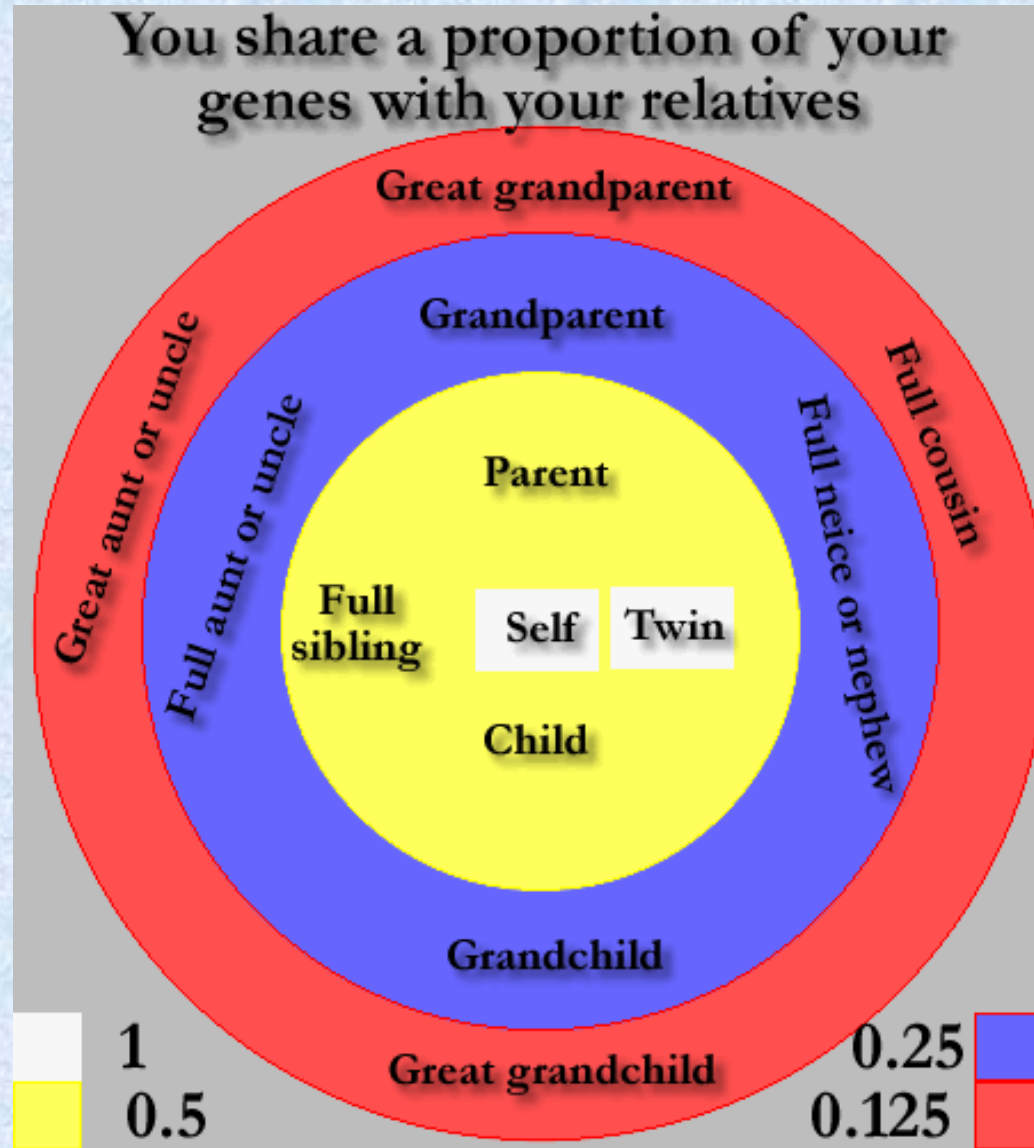 You share a proportion of your
genes with your relatives
Great grandparent
Grandparent
Great aunt or uncle
Full aunt or uncle
Full neice or nephew
Full cousin
Parent
Full
sibling
Self
Twin
Child
Grandchild
Great grandchild
1
0.5
0.25
0.125